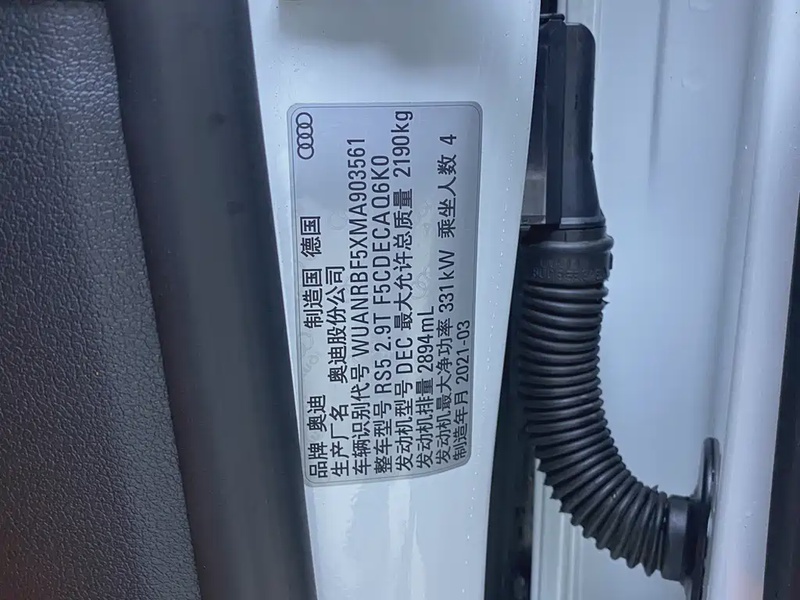 品牌 奥迪 制造国 德国
生产厂名 奥迪股份公司
车辆识别代号 WUANRBF5XMA903561
整车型号 RS5 2.9T F5CDECAQ6K0
发动机型号 DEC 最大允许总质量 2190kg
发动机排量 2894mL
发动机最大净功率 331kW 乘坐人数 4
制造年月 2021-03